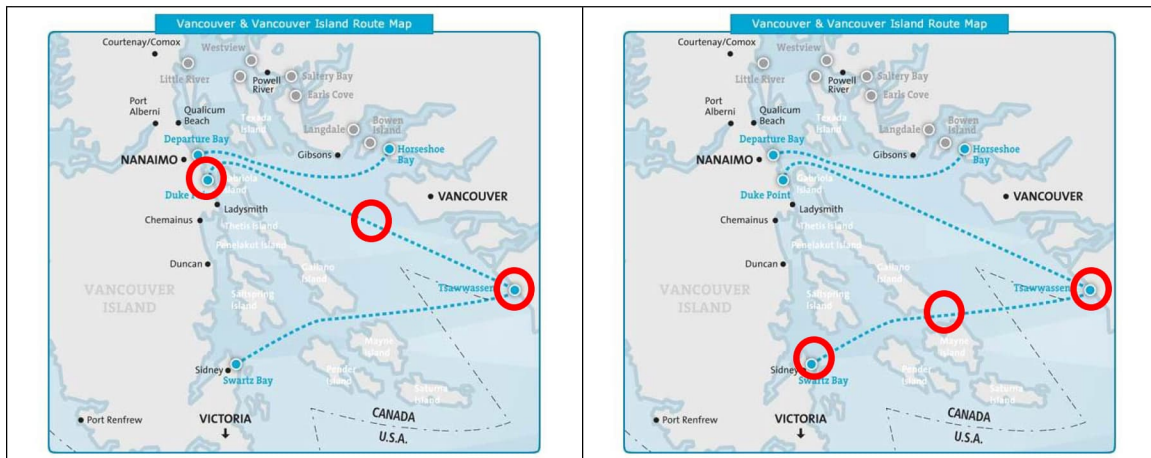 Vancouver & Vancouver Island Route Map
Courtenay/Comox
Westview
Little River
Powell
River
Saltery Bay
Earls Cove
Port
Alberni
Qualicum
Beach
Texada
Island
Langdale
Bowen
Island
Departure Bay
NANAIMO
Gibsons
Horseshoe
Bay
Gabriola
Island
Duke Po
VANCOUVER
Ladysmith
Chemainus
Thetis Island
Penelakut Island
Duncan
Galiano
Island
VANCOUVER
ISLAND
Saltspring
Island
Tsawwassen
Mayne
Island
Sidney
Pender
Island
Swartz Bay
Saturna
Island
Port Renfrew
VICTORIA
CANADA
U.S.A.
Vancouver & Vancouver Island Route Map
Courtenay/Comox
Westview
Little River
Powell
River
Saltery Bay
Earls Cove
Port
Alberni
Qualicum
Beach
Texada
Island
Langdale
Bowen
Island
Departure Bay
NANAIMO
Gibsons
Horseshoe
Bay
Gabriola
Island
Duke Point
VANCOUVER
Ladysmith
Chemainus
Thetis Island
Penelakut Island
Duncan
Galiano
Island
VANCOUVER
ISLAND
Saltspring
Island
Tsawwassen
Mayne
Island
Sidney
Pender
Island
Swartz Bay
Saturna
Island
Port Renfrew
VICTORIA
CANADA
U.S.A.